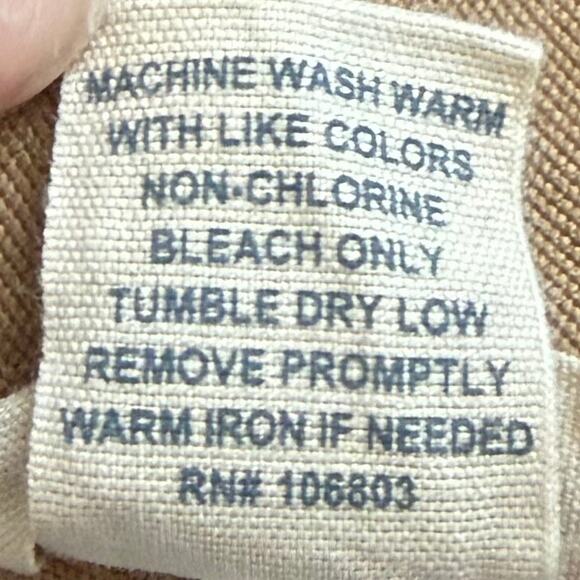 MACHINE WASH WARM
WITH LIKE COLORS
NON-CHLORINE
BLEACH ONLY
TUMBLE DRY LOW
REMOVE PROMPTLY
WARM IRON IF NEEDED
RN# 106803